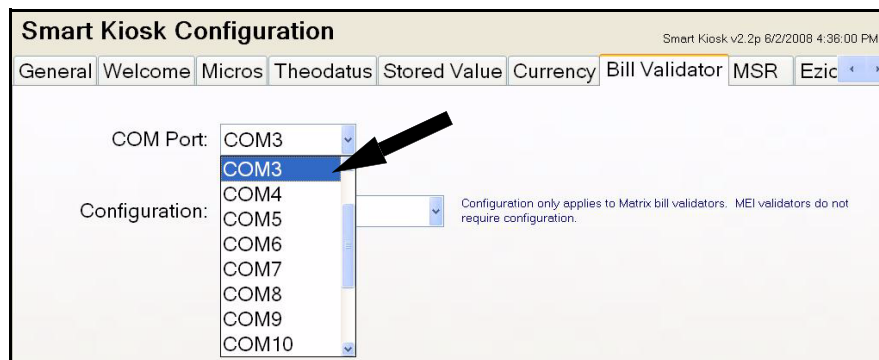 Smart Kiosk Configuration
Smart Kiosk v2.2p 6/2/2008 4:36:00 PM
General Welcome Micros Theodatus Stored Value Currency Bill Validator MSR Ezic
COM Port: COM3
COM3
COM4
Configuration:
Configuration only applies to Matrix bill validators. MEI validators do not
require configuration.
COM5
COM6
COM7
COM8
COM9
COM10